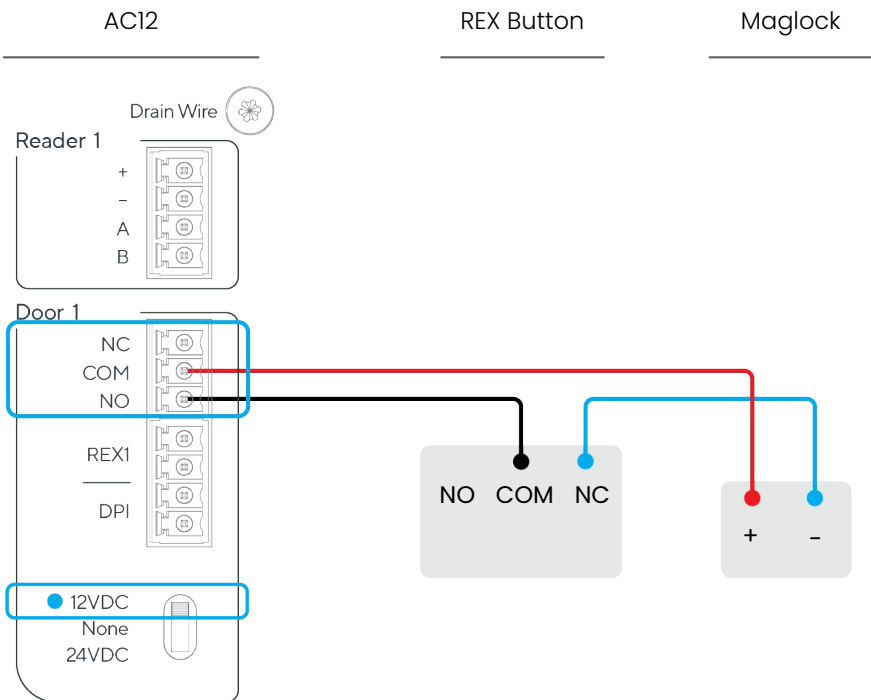 AC12
REX Button
Maglock
Drain Wire
Reader 1
+
-
A
B
Door 1
NC
COM
NO
REX1
DPI
12VDC
None
24VDC
NO COM NC
+ -